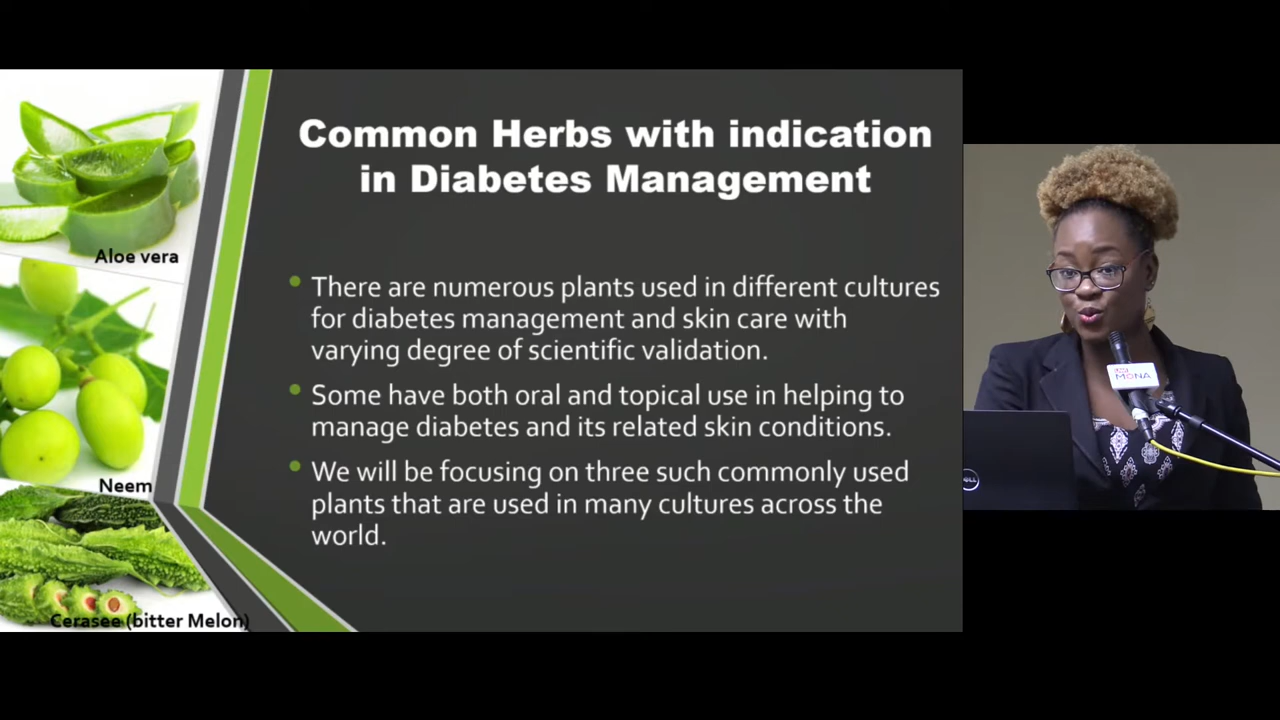 Common Herbs with indication
in Diabetes Management
• There are numerous plants used in different cultures
for diabetes management and skin care with
varying degree of scientific validation.
• Some have both oral and topical use in helping to
manage diabetes and its related skin conditions.
• We will be focusing on three such commonly used
plants that are used in many cultures across the
world.
Aloe vera
Neem
Cerasee (bitter Melon)
MONA
DELL